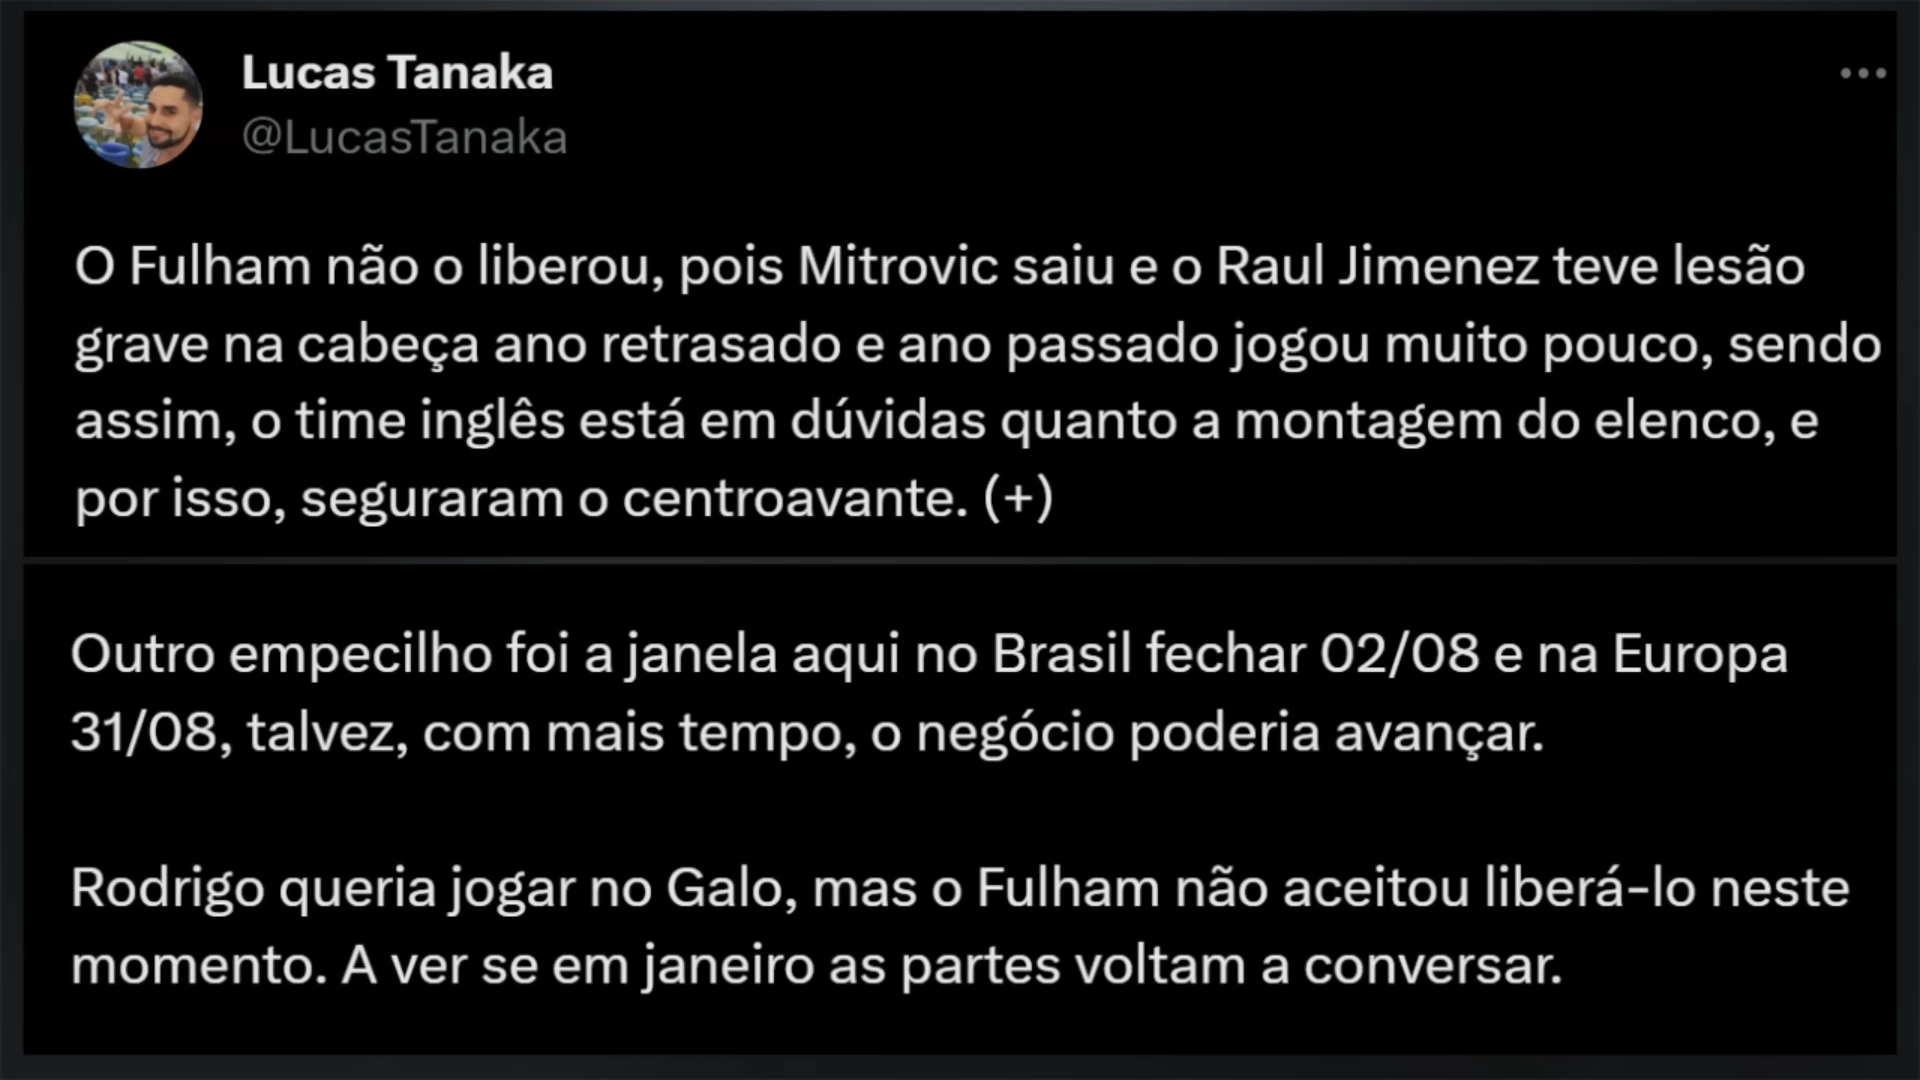 Lucas Tanaka
@LucasTanaka
O Fulham não o liberou, pois Mitrovic saiu e o Raul Jimenez teve lesão
grave na cabeça ano retrasado e ano passado jogou muito pouco, sendo
assim, o time inglês está em dúvidas quanto a montagem do elenco, e
por isso, seguraram o centroavante. (+)
Outro empecilho foi a janela aqui no Brasil fechar 02/08 e na Europa
31/08, talvez, com mais tempo, o negócio poderia avançar.
Rodrigo queria jogar no Galo, mas o Fulham não aceitou liberá-lo neste
momento. A ver se em janeiro as partes voltam a conversar.